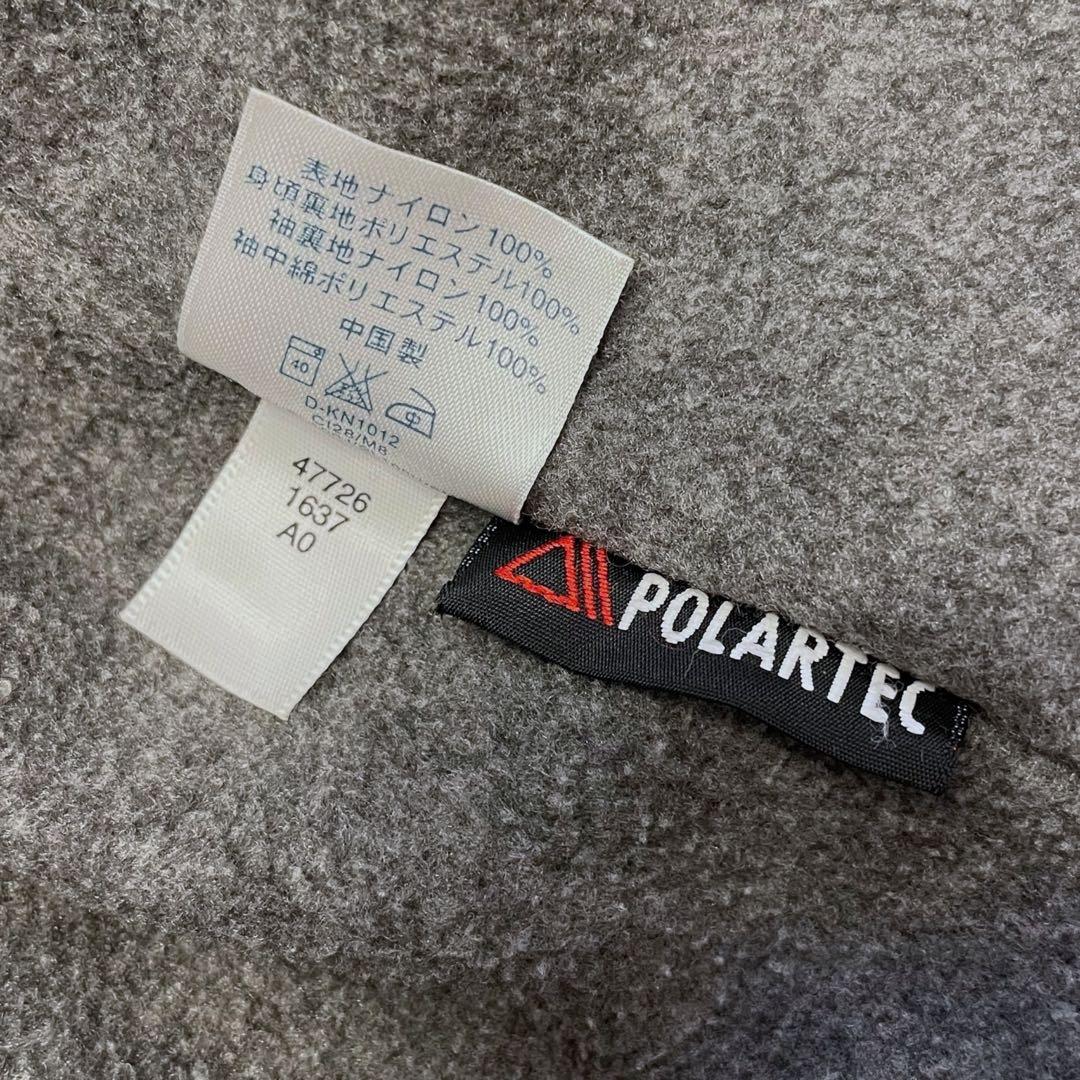 表地ナイロン100%
身頃裏地ポリエステル100%
袖裏地ナイロン100%
袖中綿ポリエステル100%
中国製
40 中
D-KN1012
C128/M8
47726
1637
A0
POLARTEC